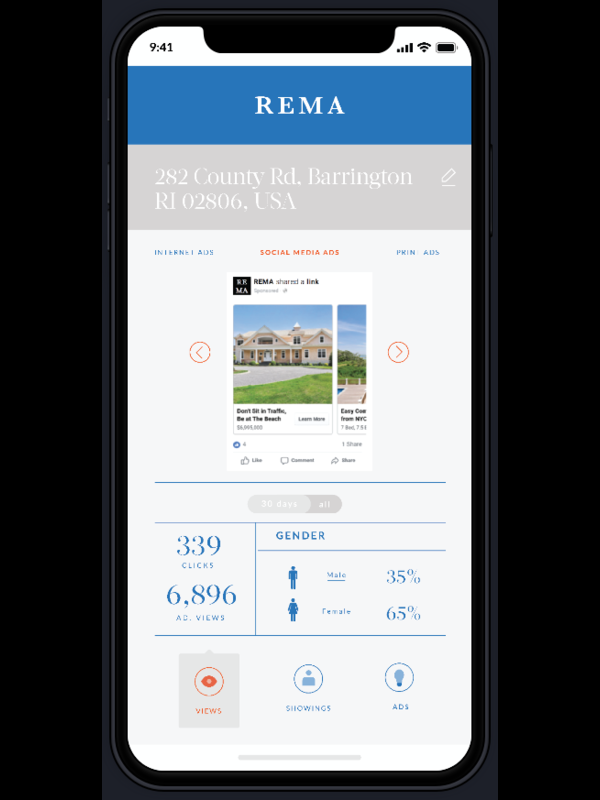 9:41
REMA
282 County Rd, Barrington
RI 02806, USA
INTERNET ADS
SOCIAL MEDIA ADS
PRINT ADS
RE
MA
REMA shared a link
Sponsored
Don't Sit in Traffic,
Be at The Beach
Learn More
$6,995,000
Easy Com
from NYC
7 Bed, 7.5 B
6
1 Share
Like
Comment
Share
30 days
all
339
CLICKS
6,896
AD. VIEWS
GENDER
Male
35%
Female
65%
VIEWS
SHOWINGS
ADS